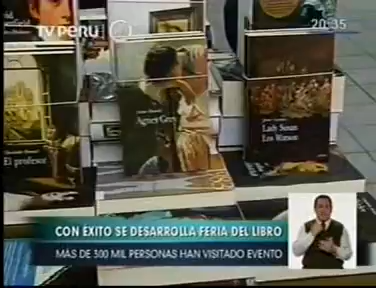 TV PERU
20:35
Agnes Grey
Lady Susan
Los Watson
El profesor
CON EXITO SE DESARROLLA FERIA DEL LIBRO
MÁS DE 300 MIL PERSONAS HAN VISITADO EVENTO